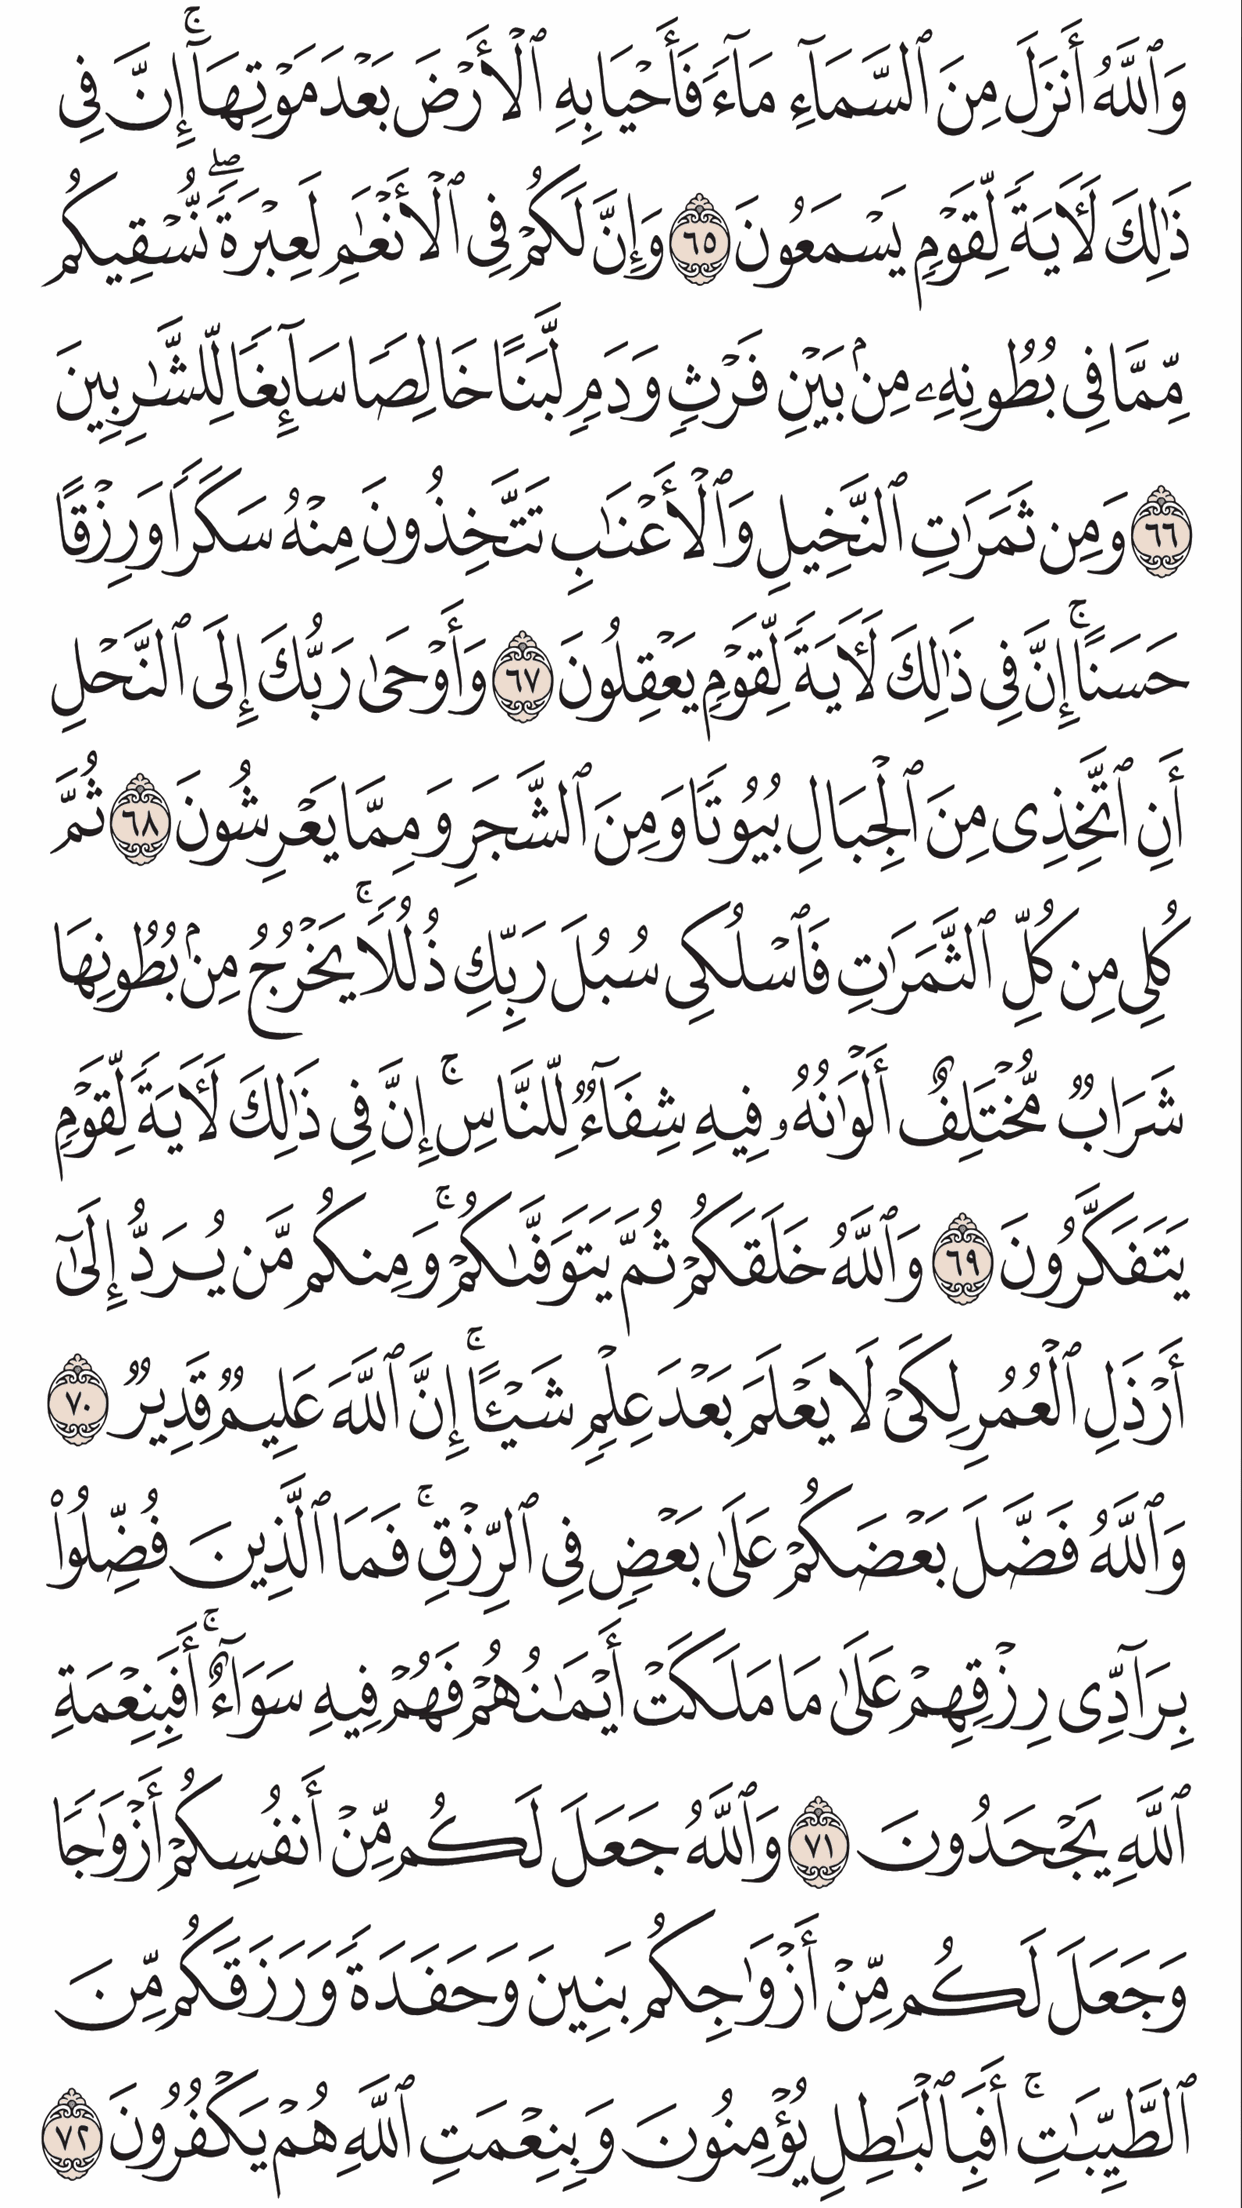 وَٱللَّهُ أَنزَلَ مِنَ ٱلسَّمَآءِ مَآءً فَأَحْيَا بِهِ ٱلْأَرْضَ بَعْدَ مَوْتِهَآ ۚ إِنَّ فِى
ذَٰلِكَ لَـَٔايَةً لِّقَوْمٍ يَسْمَعُونَ ٦٥ وَإِنَّ لَكُمْ فِى ٱلْأَنْعَـٰمِ لَعِبْرَةً ۖ نُّسْقِيكُم
مِّمَّا فِى بُطُونِهِۦ مِنۢ بَيْنِ فَرْثٍ وَدَمٍ لَّبَنًا خَالِصًا سَآئِغًا لِّلشَّـٰرِبِينَ
٦٦ وَمِن ثَمَرَٰتِ ٱلنَّخِيلِ وَٱلْأَعْنَـٰبِ تَتَّخِذُونَ مِنْهُ سَكَرًا وَرِزْقًا
حَسَنًا ۗ إِنَّ فِى ذَٰلِكَ لَـَٔايَةً لِّقَوْمٍ يَعْقِلُونَ ٦٧ وَأَوْحَىٰ رَبُّكَ إِلَى ٱلنَّحْلِ
أَنِ ٱتَّخِذِى مِنَ ٱلْجِبَالِ بُيُوتًا وَمِنَ ٱلشَّجَرِ وَمِمَّا يَعْرِشُونَ ٦٨ ثُمَّ
كُلِى مِن كُلِّ ٱلثَّمَرَٰتِ فَٱسْلُكِى سُبُلَ رَبِّكِ ذُلُلًا ۚ يَخْرُجُ مِنۢ بُطُونِهَا
شَرَابٌ مُّخْتَلِفٌ أَلْوَٰنُهُۥ فِيهِ شِفَآءٌ لِّلنَّاسِ ۗ إِنَّ فِى ذَٰلِكَ لَـَٔايَةً لِّقَوْمٍ
يَتَفَكَّرُونَ ٦٩ وَٱللَّهُ خَلَقَكُمْ ثُمَّ يَتَوَفَّىٰكُمْ ۚ وَمِنكُم مَّن يُرَدُّ إِلَىٰٓ
أَرْذَلِ ٱلْعُمُرِ لِكَىْ لَا يَعْلَمَ بَعْدَ عِلْمٍ شَيْـًٔا ۚ إِنَّ ٱللَّهَ عَلِيمٌ قَدِيرٌ ٧٠
وَٱللَّهُ فَضَّلَ بَعْضَكُمْ عَلَىٰ بَعْضٍ فِى ٱلرِّزْقِ ۚ فَمَا ٱلَّذِينَ فُضِّلُوا۟
بِرَآدِّى رِزْقِهِمْ عَلَىٰ مَا مَلَكَتْ أَيْمَـٰنُهُمْ فَهُمْ فِيهِ سَوَآءٌ ۚ أَفَبِنِعْمَةِ
ٱللَّهِ يَجْحَدُونَ ٧١ وَٱللَّهُ جَعَلَ لَكُم مِّنْ أَنفُسِكُمْ أَزْوَٰجًا
وَجَعَلَ لَكُم مِّنْ أَزْوَٰجِكُم بَنِينَ وَحَفَدَةً وَرَزَقَكُم مِّنَ
ٱلطَّيِّبَـٰتِ ۚ أَفَبِٱلْبَـٰطِلِ يُؤْمِنُونَ وَبِنِعْمَتِ ٱللَّهِ هُمْ يَكْفُرُونَ ٧٢